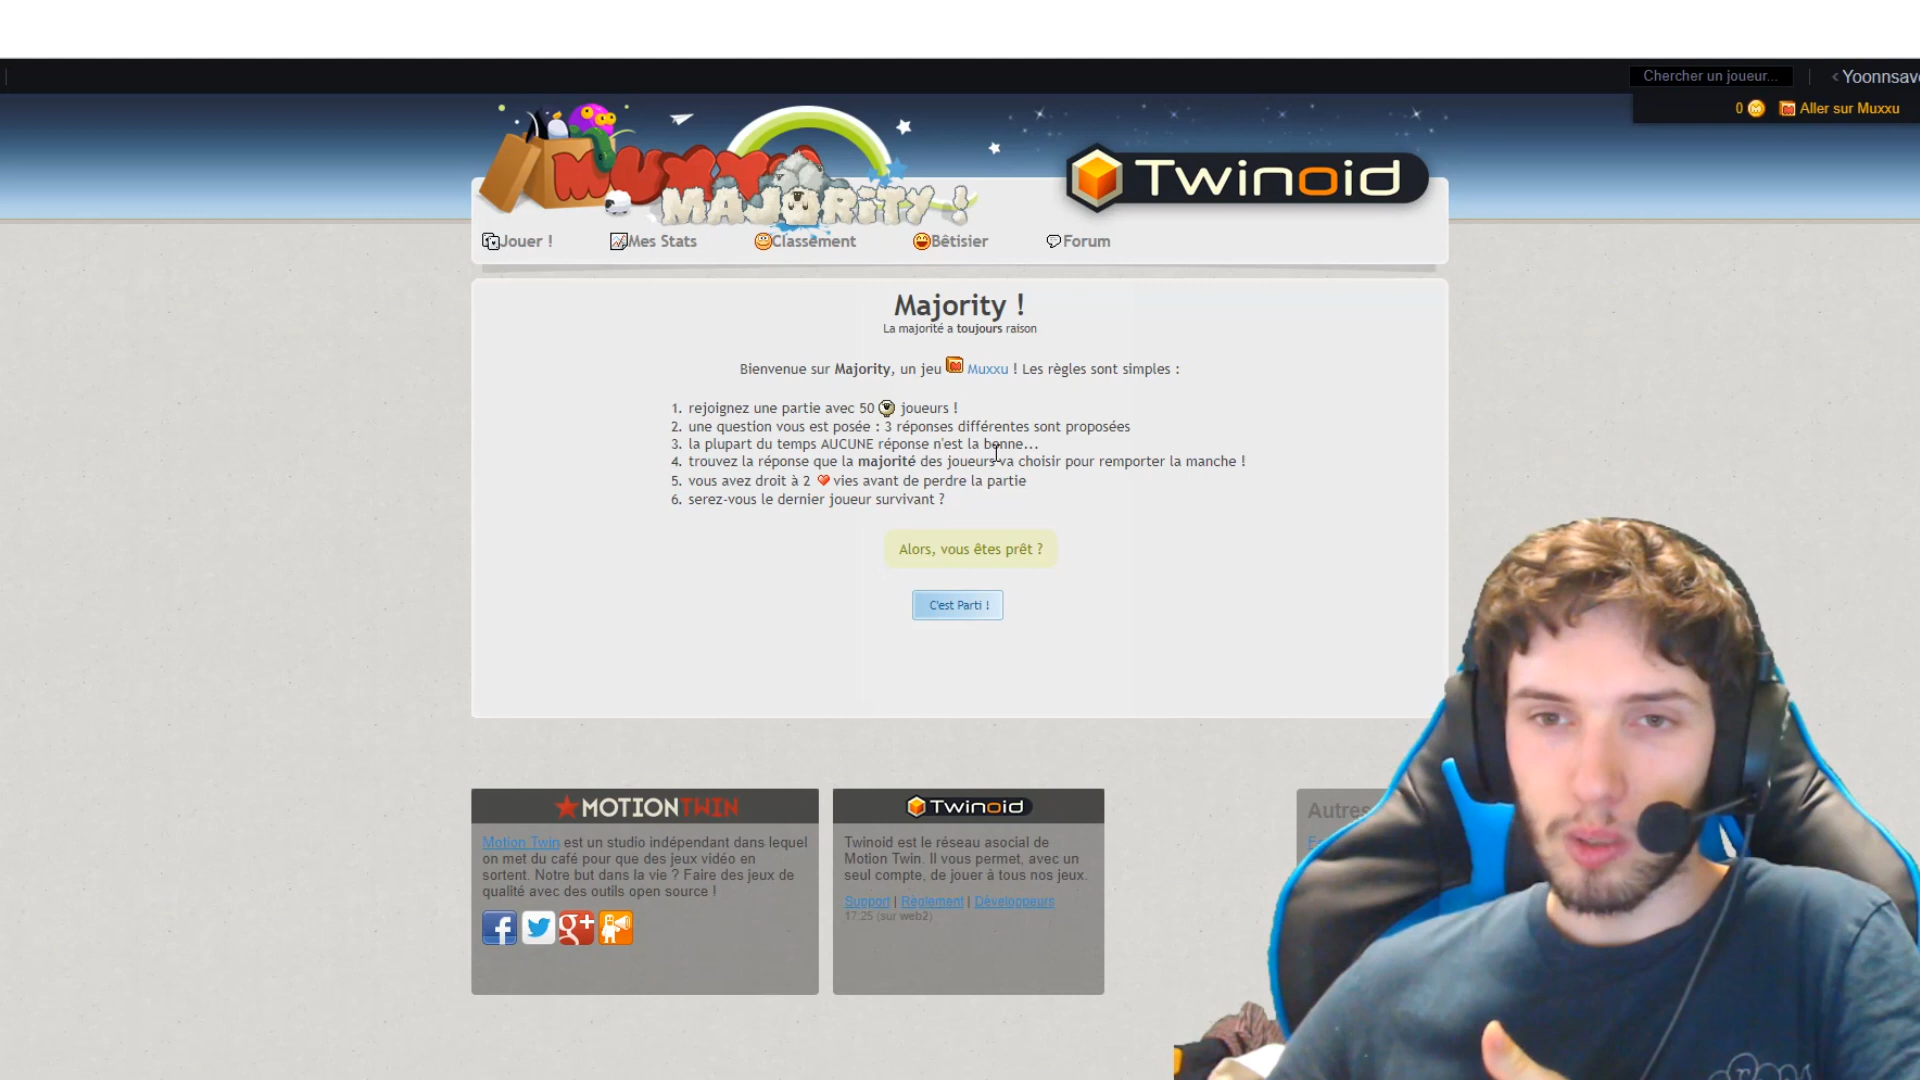 Chercher un joueur...
< Yoonnsav
0
Aller sur Muxxu
MUXXU
MAJORITY !
Twinoid
Jouer !
Mes Stats
Classement
Bêtisier
Forum
Majority !
La majorité a toujours raison
Bienvenue sur Majority, un jeu Muxxu ! Les règles sont simples :
1. rejoignez une partie avec 50 joueurs !
2. une question vous est posée : 3 réponses différentes sont proposées
3. la plupart du temps AUCUNE réponse n'est la bonne...
4. trouvez la réponse que la majorité des joueurs va choisir pour remporter la manche !
5. vous avez droit à 2 vies avant de perdre la partie
6. serez-vous le dernier joueur survivant ?
Alors, vous êtes prêt ?
C'est Parti !
MOTIONTWIN
Motion Twin est un studio indépendant dans lequel
on met du café pour que des jeux vidéo en
sortent. Notre but dans la vie ? Faire des jeux de
qualité avec des outils open source !
Twinoid
Twinoid est le réseau asocial de
Motion Twin. Il vous permet, avec un
seul compte, de jouer à tous nos jeux.
Support | Règlement | Développeurs
17:25 (sur web2)
Autres